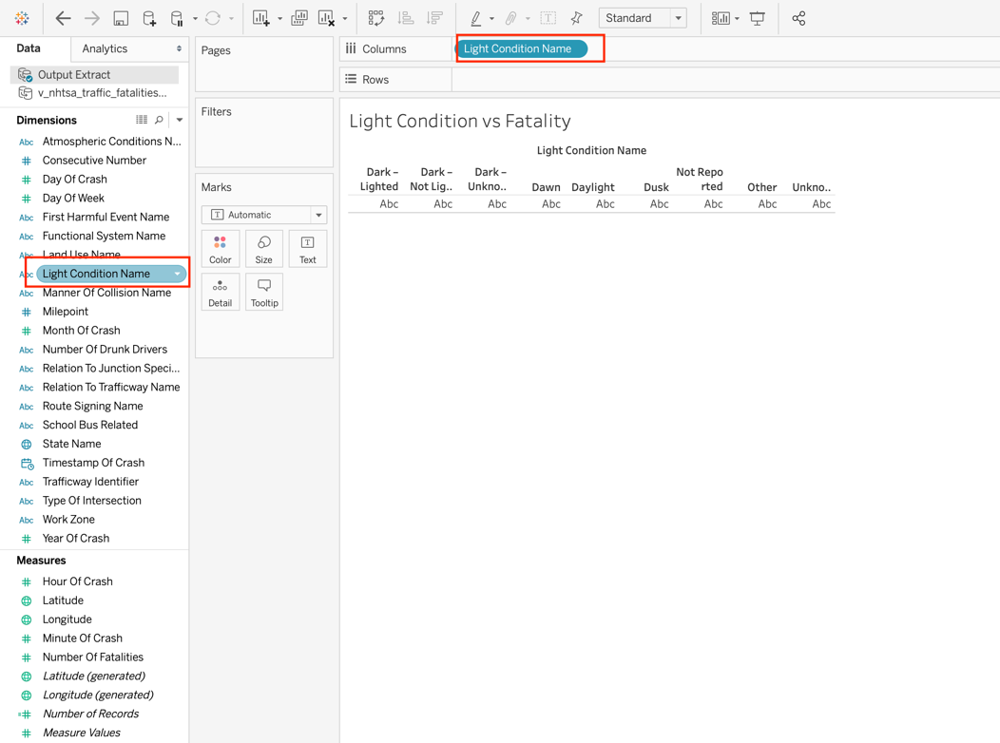 Standard
Data
Analytics
Output Extract
v_nhtsa_traffic_fatalities...
Dimensions
Abc Atmospheric Conditions N...
Consecutive Number
Day Of Crash
Day Of Week
Abc First Harmful Event Name
Abc Functional System Name
Abc Land Use Name
Abc Light Condition Name
Abc Manner Of Collision Name
Milepoint
Month Of Crash
Abc Number Of Drunk Drivers
Abc Relation To Junction Speci...
Abc Relation To Trafficway Name
Abc Route Signing Name
Abc School Bus Related
State Name
Timestamp Of Crash
Abc Trafficway Identifier
Abc Type Of Intersection
Abc Work Zone
Year Of Crash
Measures
Hour Of Crash
Latitude
Longitude
Minute Of Crash
Number Of Fatalities
Latitude (generated)
Longitude (generated)
Number of Records
Measure Values
Pages
Filters
Marks
Automatic
Color Size Text
Detail Tooltip
Columns Light Condition Name
Rows
Light Condition vs Fatality
Light Condition Name
Dark – Dark – Dark – Not Repo
Lighted Not Lig.. Unkno.. Dawn Daylight Dusk rted Other Unkno..
Abc Abc Abc Abc Abc Abc Abc Abc Abc